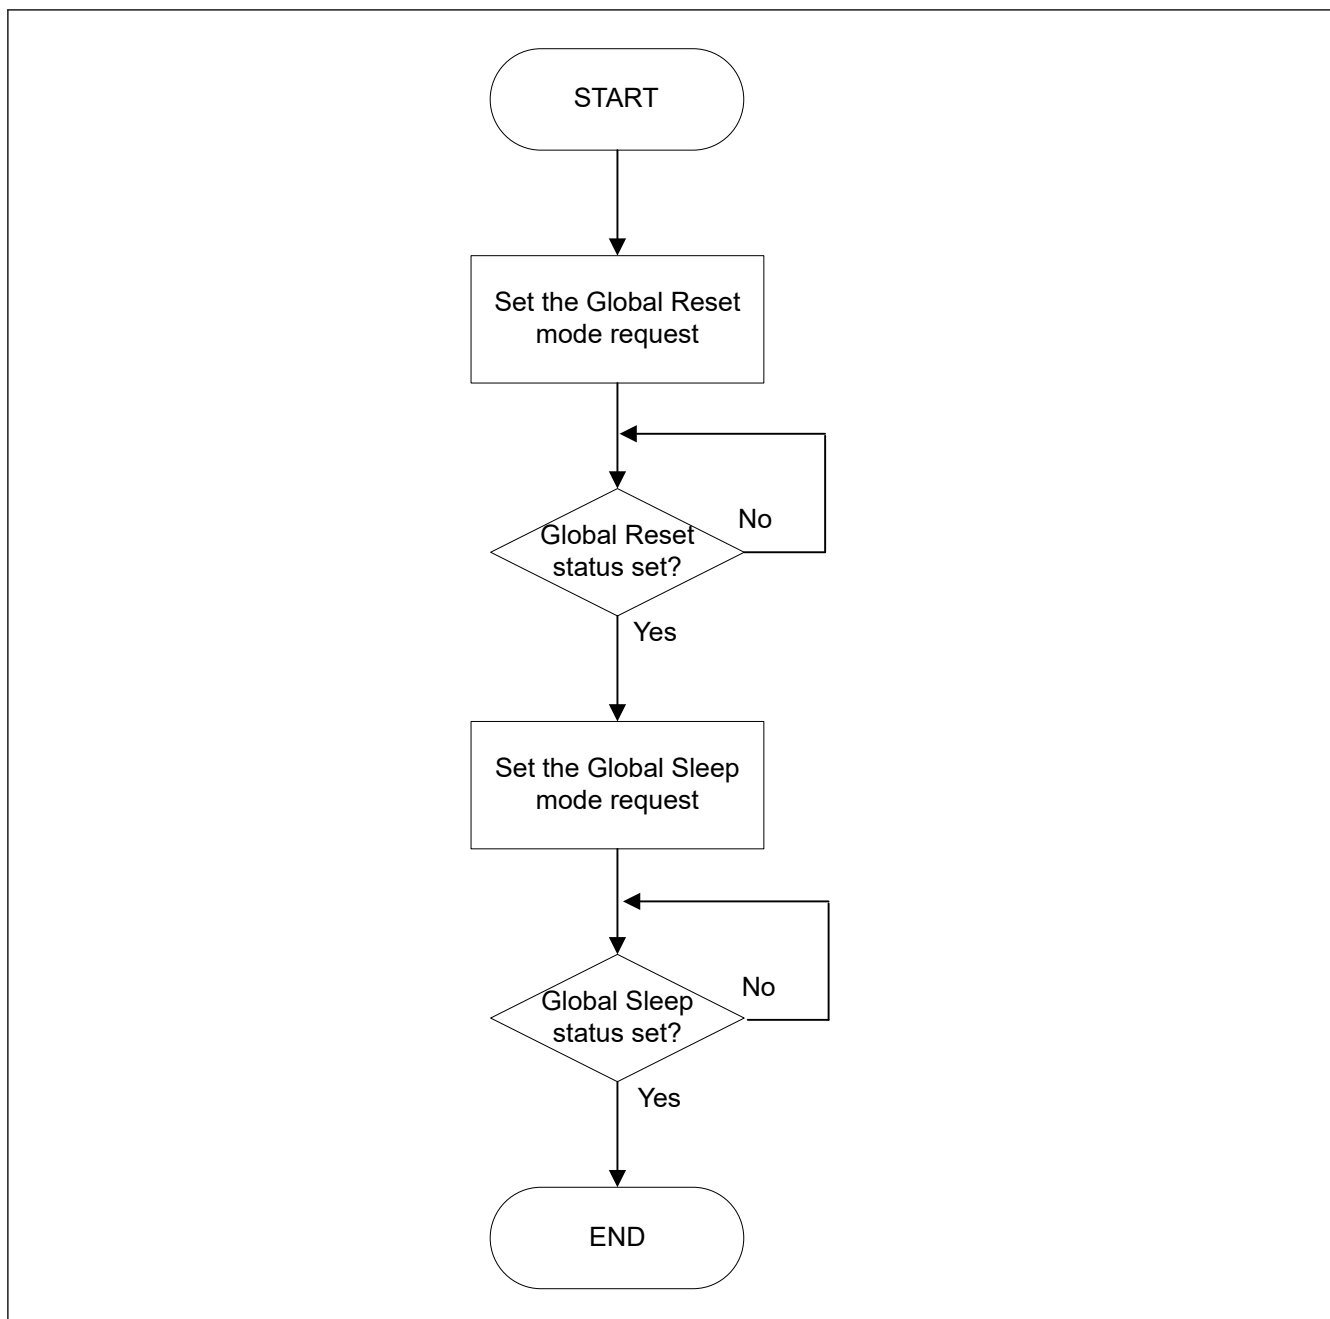 START
Set the Global Reset
mode request
No
Global Reset
status set?
Yes
Set the Global Sleep
mode request
No
Global Sleep
status set?
Yes
END